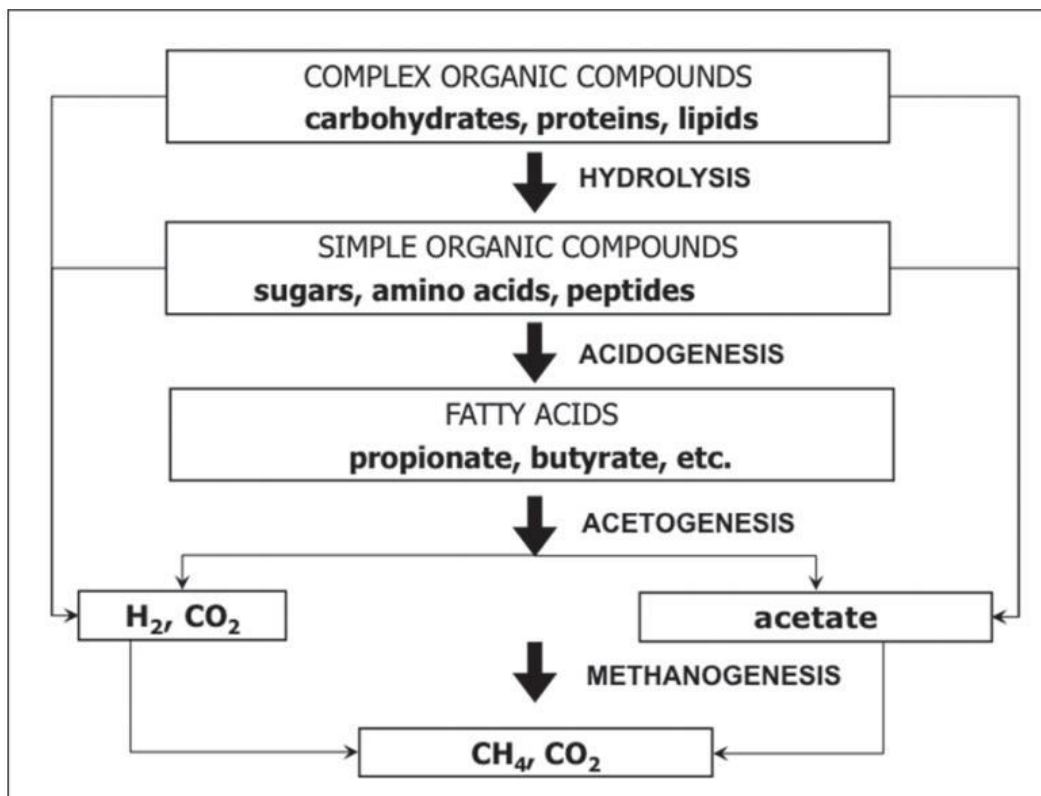 COMPLEX ORGANIC COMPOUNDS
carbohydrates, proteins, lipids
HYDROLYSIS
SIMPLE ORGANIC COMPOUNDS
sugars, amino acids, peptides
ACIDOGENESIS
FATTY ACIDS
propionate, butyrate, etc.
ACETOGENESIS
H₂, CO₂
acetate
METHANOGENESIS
CH₄, CO₂